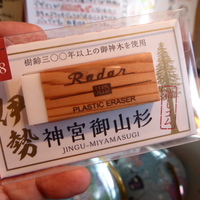 樹齢三〇〇年以上の御神木を使用
Radar
PLASTIC ERASER
伊勢
神宮御山杉
JINGU-MIYAMASUGI